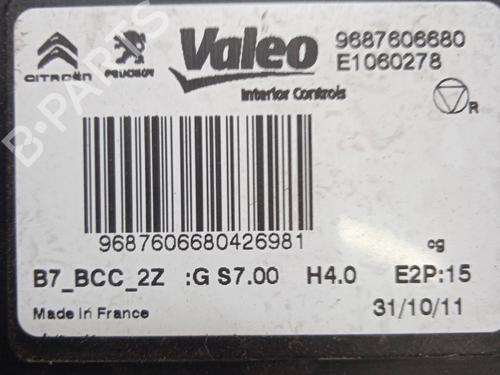 CITROËN
PEUGEOT
Valeo
Interior Controls
9687606680
E1060278
R
B-PARTS
9687606680426981
cg
B7_BCC_2Z :G S7.00 H4.0 E2P:15
Made in France
31/10/11